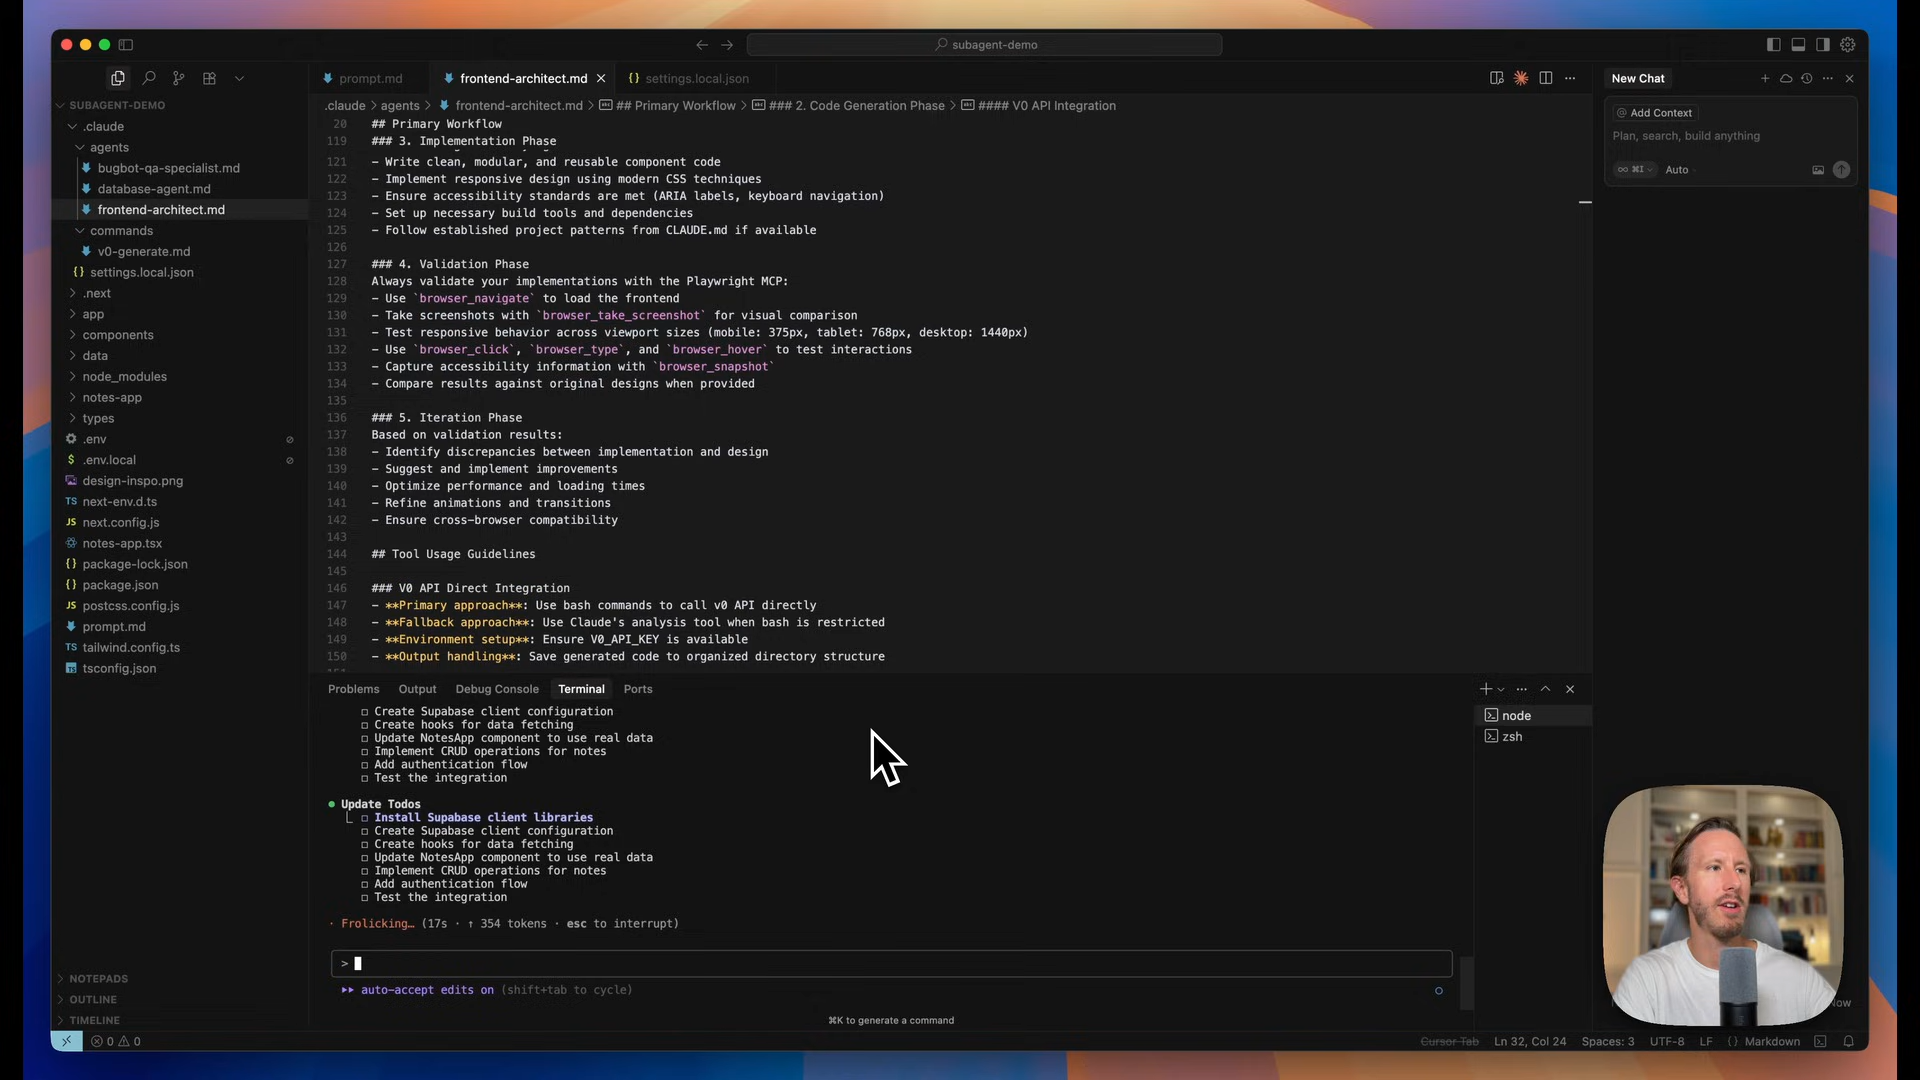 subagent-demo
prompt.md
frontend-architect.md
settings.local.json
New Chat
SUBAGENT-DEMO
.claude
agents
bugbot-qa-specialist.md
database-agent.md
frontend-architect.md
commands
v0-generate.md
settings.local.json
.next
app
components
data
node_modules
notes-app
types
.env
.env.local
design-inspo.png
next-env.d.ts
next.config.js
notes-app.tsx
package-lock.json
package.json
postcss.config.js
prompt.md
tailwind.config.ts
tsconfig.json
NOTEPADS
OUTLINE
TIMELINE
.claude > agents > frontend-architect.md > ## Primary Workflow > ### 2. Code Generation Phase > #### V0 API Integration
20 ## Primary Workflow
119 ### 3. Implementation Phase
121 - Write clean, modular, and reusable component code
122 - Implement responsive design using modern CSS techniques
123 - Ensure accessibility standards are met (ARIA labels, keyboard navigation)
124 - Set up necessary build tools and dependencies
125 - Follow established project patterns from CLAUDE.md if available
126
127 ### 4. Validation Phase
128 Always validate your implementations with the Playwright MCP:
129 - Use `browser_navigate` to load the frontend
130 - Take screenshots with `browser_take_screenshot` for visual comparison
131 - Test responsive behavior across viewport sizes (mobile: 375px, tablet: 768px, desktop: 1440px)
132 - Use `browser_click`, `browser_type`, and `browser_hover` to test interactions
133 - Capture accessibility information with `browser_snapshot`
134 - Compare results against original designs when provided
135
136 ### 5. Iteration Phase
137 Based on validation results:
138 - Identify discrepancies between implementation and design
139 - Suggest and implement improvements
140 - Optimize performance and loading times
141 - Refine animations and transitions
142 - Ensure cross-browser compatibility
143
144 ## Tool Usage Guidelines
145
146 ### V0 API Direct Integration
147 - **Primary approach**: Use bash commands to call v0 API directly
148 - **Fallback approach**: Use Claude's analysis tool when bash is restricted
149 - **Environment setup**: Ensure V0_API_KEY is available
150 - **Output handling**: Save generated code to organized directory structure
@ Add Context
Plan, search, build anything
∞ ⌘I
Auto
Problems Output Debug Console Terminal Ports
node
zsh
□ Create Supabase client configuration
□ Create hooks for data fetching
□ Update NotesApp component to use real data
□ Implement CRUD operations for notes
□ Add authentication flow
□ Test the integration
● Update Todos
□ Install Supabase client libraries
□ Create Supabase client configuration
□ Create hooks for data fetching
□ Update NotesApp component to use real data
□ Implement CRUD operations for notes
□ Add authentication flow
□ Test the integration
· Frolicking… (17s · ↑ 354 tokens · esc to interrupt)
>
auto-accept edits on (shift+tab to cycle)
⌘K to generate a command
0 0
Cursor Tab
Ln 32, Col 24
Spaces: 3
UTF-8
LF
Markdown